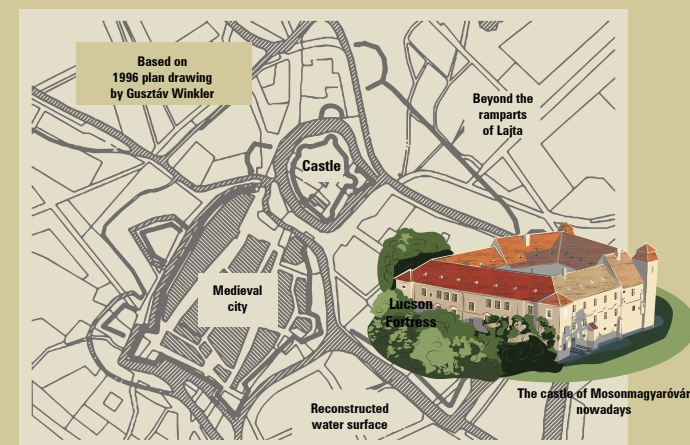 Based on
1996 plan drawing
by Gusztáv Winkler
Beyond the
ramparts
of Lajta
Castle
Medieval
city
Lucson
Fortress
The castle of Mosonmagyaróvár
nowadays
Reconstructed
water surface